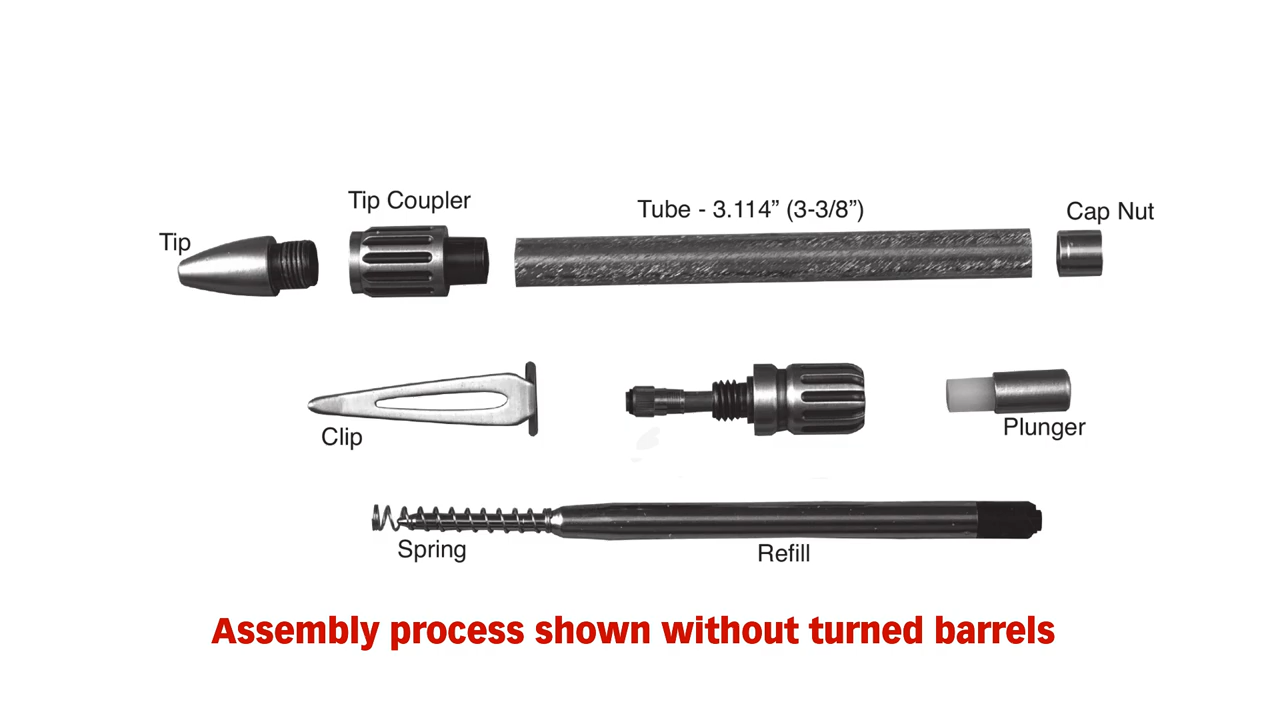 Tip Coupler
Tube - 3.114” (3-3/8”)
Cap Nut
Tip
Clip
Plunger
Spring
Refill
Assembly process shown without turned barrels